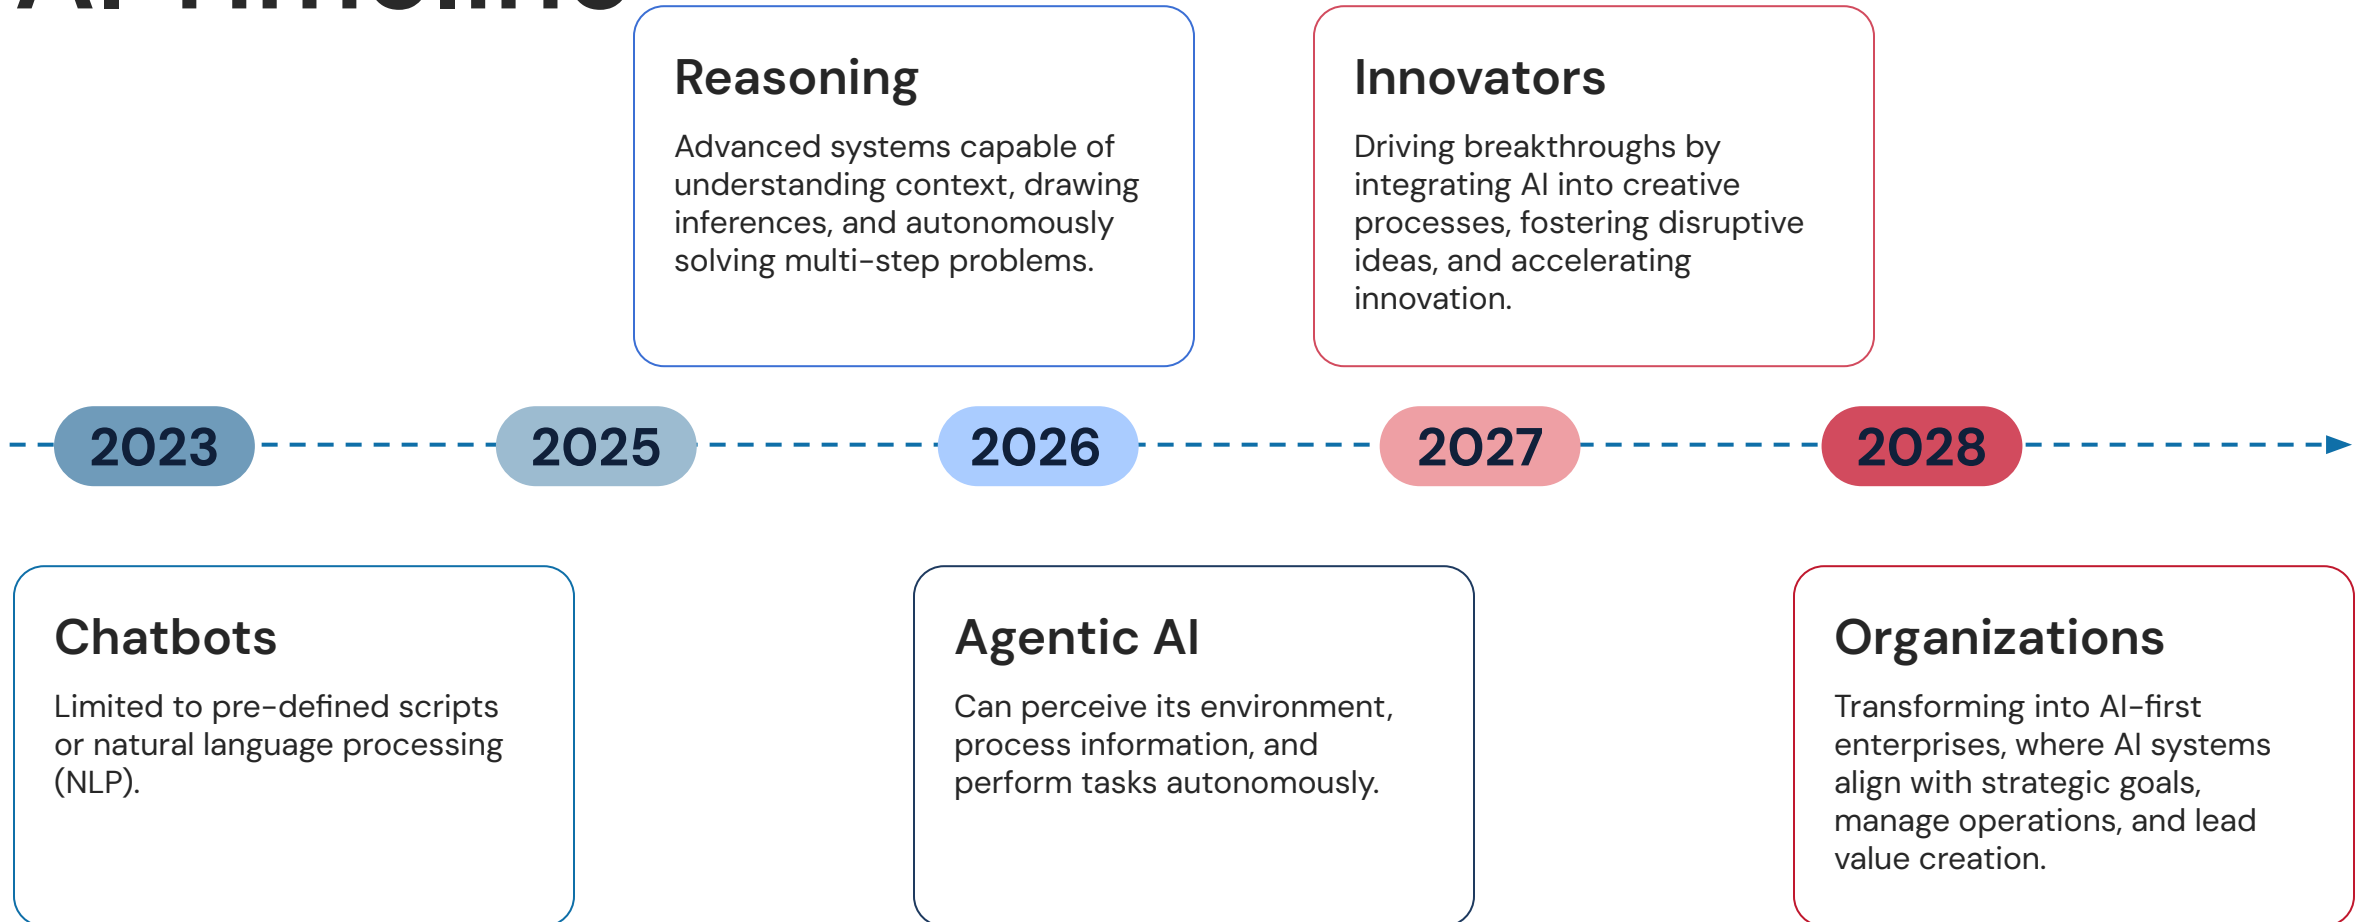 AI Timeline
Reasoning
Advanced systems capable of
understanding context, drawing
inferences, and autonomously
solving multi-step problems.
Innovators
Driving breakthroughs by
integrating AI into creative
processes, fostering disruptive
ideas, and accelerating
innovation.
2023 2025 2026 2027 2028
Chatbots
Limited to pre-defined scripts
or natural language processing
(NLP).
Agentic AI
Can perceive its environment,
process information, and
perform tasks autonomously.
Organizations
Transforming into AI-first
enterprises, where AI systems
align with strategic goals,
manage operations, and lead
value creation.